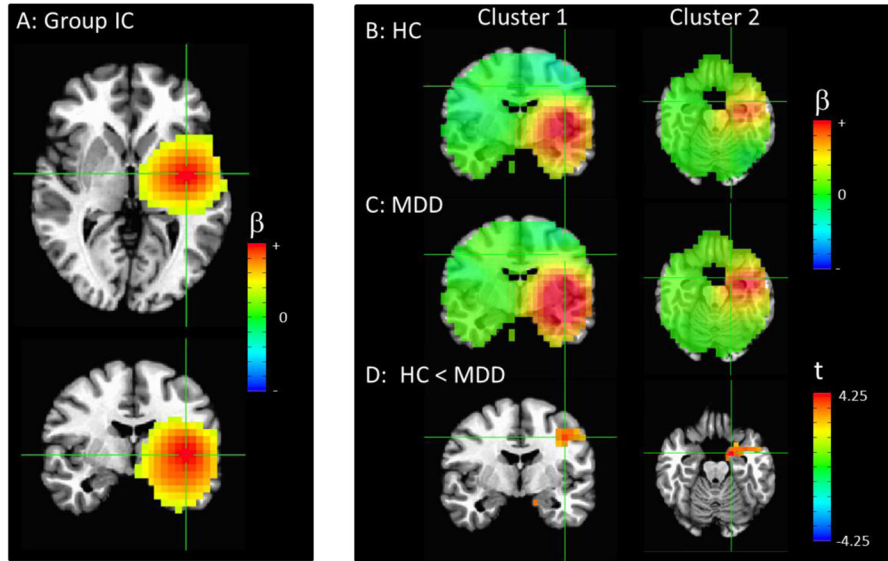 A: Group IC
β
+
0
-
Cluster 1
Cluster 2
B: HC
β
+
0
-
C: MDD
D: HC < MDD
t
4.25
-4.25